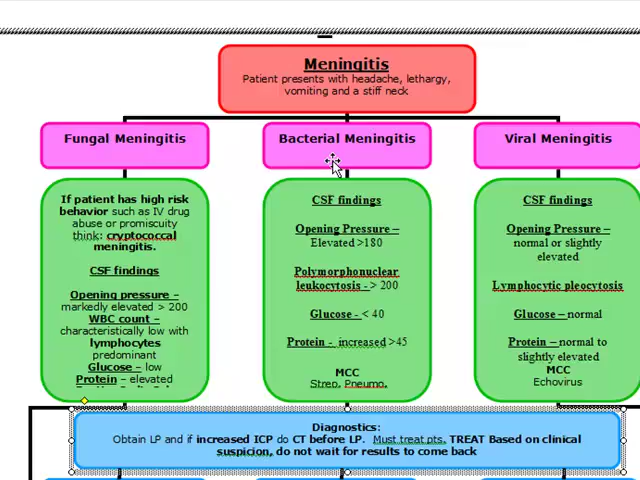 Meningitis
Patient presents with headache, lethargy,
vomiting and a stiff neck
Fungal Meningitis
Bacterial Meningitis
Viral Meningitis
If patient has high risk
behavior such as IV drug
abuse or promiscuity
think: cryptococcal
meningitis.
CSF findings
Opening pressure –
markedly elevated > 200
WBC count –
characteristically low with
lymphocytes
predominant
Glucose – low
Protein – elevated
CSF findings
Opening Pressure –
Elevated >180
Polymorphonuclear
leukocytosis - > 200
Glucose - < 40
Protein - increased >45
MCC
Strep, Pneumo,
CSF findings
Opening Pressure –
normal or slightly
elevated
Lymphocytic pleocytosis
Glucose – normal
Protein – normal to
slightly elevated
MCC
Echovirus
Diagnostics:
Obtain LP and if increased ICP do CT before LP. Must treat pts. TREAT Based on clinical
suspicion, do not wait for results to come back